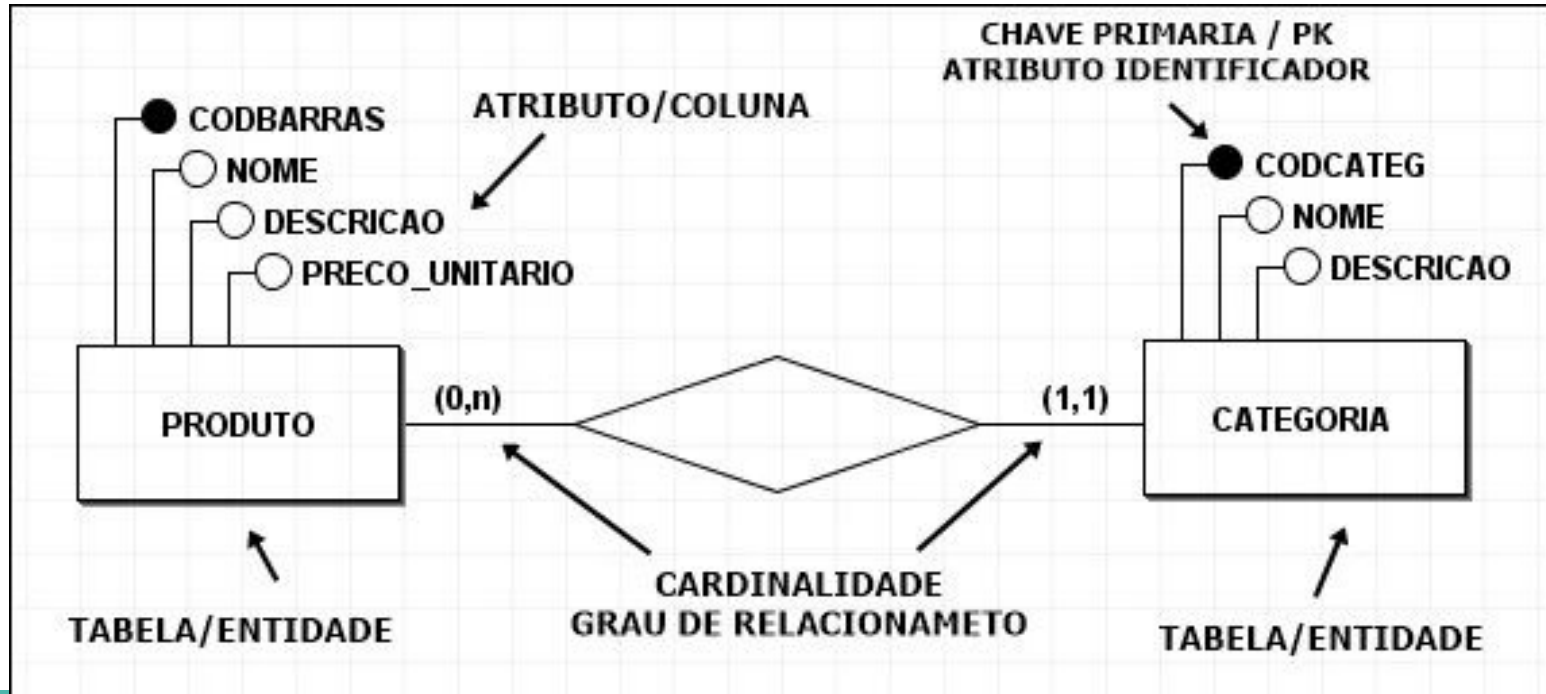 CHAVE PRIMARIA / PK
ATRIBUTO IDENTIFICADOR
ATRIBUTO/COLUNA
CODBARRAS
NOME
DESCRICAO
PRECO_UNITARIO
CODCATEG
NOME
DESCRICAO
PRODUTO
(0,n)
(1,1)
CATEGORIA
CARDINALIDADE
GRAU DE RELACIONAMETO
TABELA/ENTIDADE
TABELA/ENTIDADE